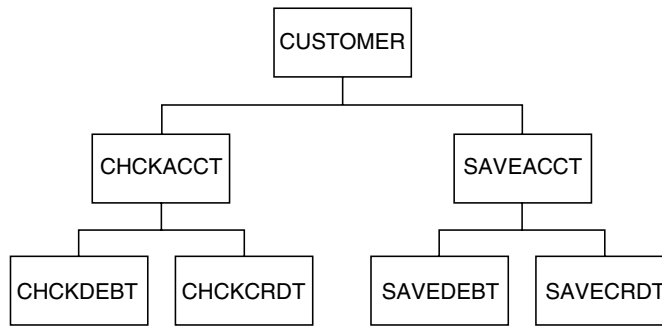 CUSTOMER
CHCKACCT
SAVEACCT
CHCKDEBT
CHCKCRDT
SAVEDEBT
SAVECRDT